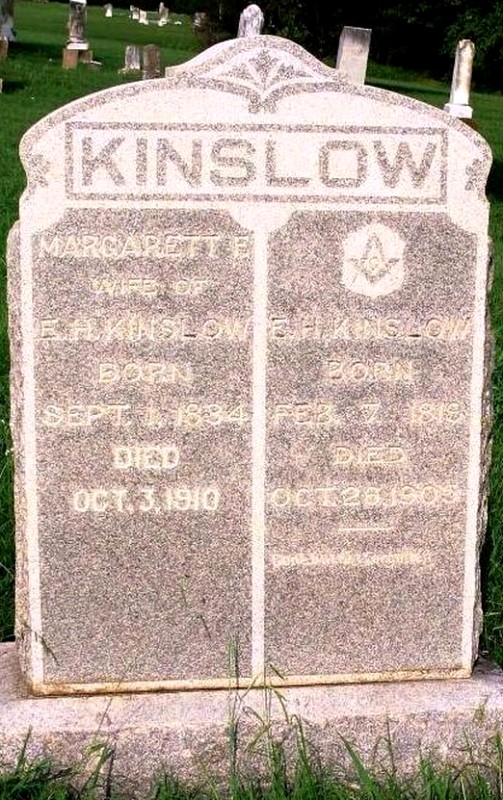 KINSLOW
MARGARETT E
WIFE OF
E. H. KINSLOW
BORN
SEPT. 1, 1834
DIED
OCT. 3, 1910
G
E. H. KINSLOW
BORN
FEB. 7, 1819
DIED
OCT. 28, 1905